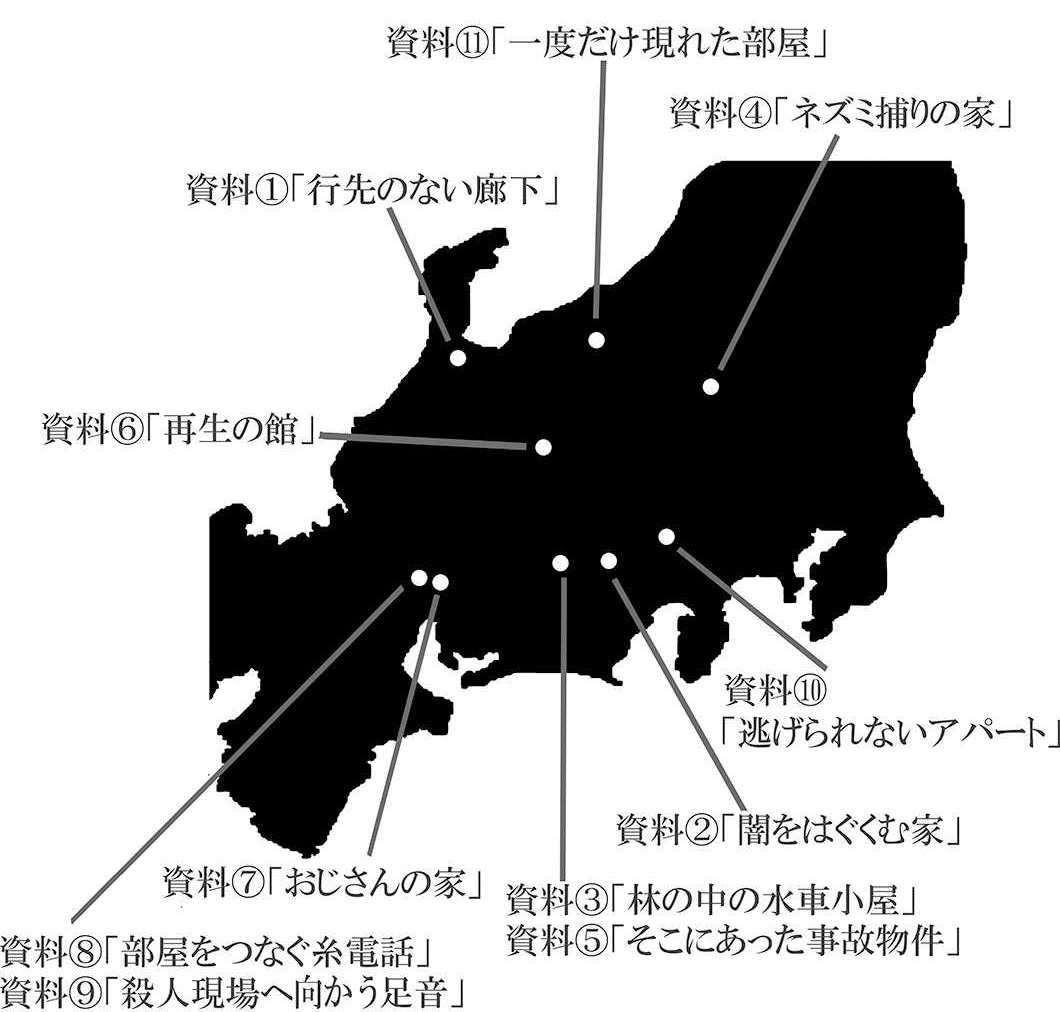 資料⑪「一度だけ現れた部屋」
資料④「ネズミ捕りの家」
資料①「行先のない廊下」
資料⑥「再生の館」
資料⑩
「逃げられないアパート」
資料②「闇をはぐくむ家」
資料⑦「おじさんの家」
資料③「林の中の水車小屋」
資料⑤「そこにあった事故物件」
資料⑧「部屋をつなぐ糸電話」
資料⑨「殺人現場へ向かう足音」